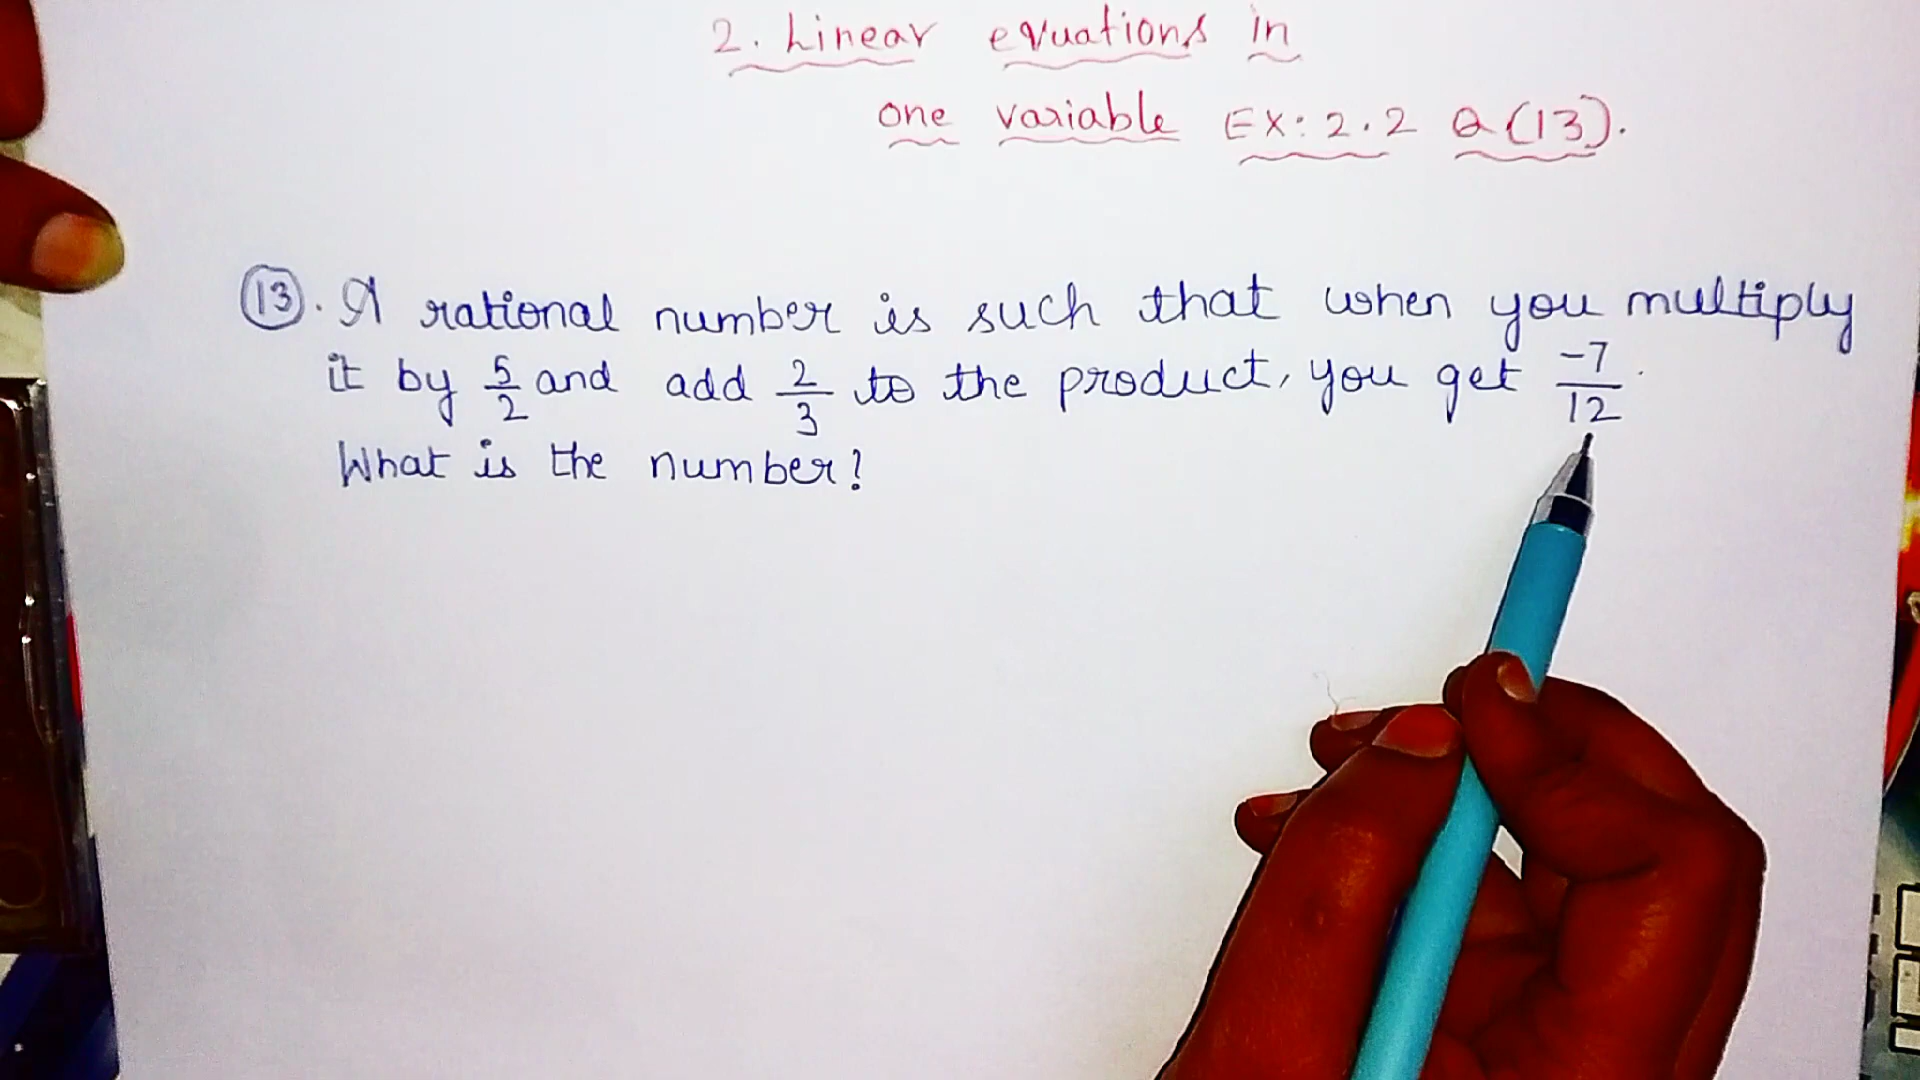 2. Linear equations in
one variable EX: 2.2 Q(13).
(13). A rational number is such that when you multiply
it by 5/2 and add 2/3 to the product, you get -7/12.
What is the number?